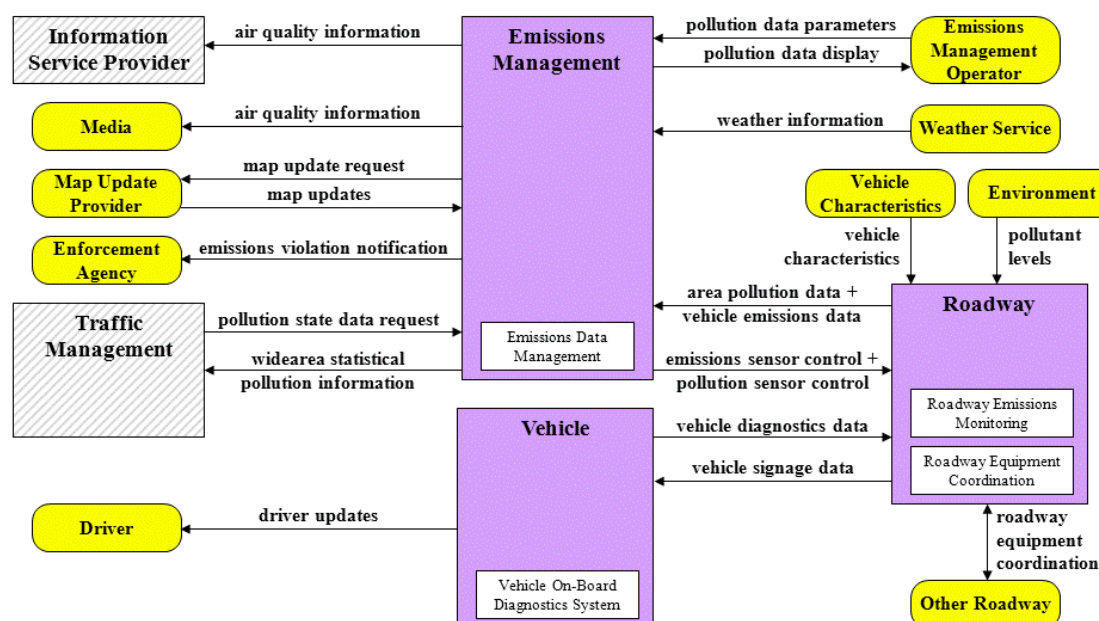 Information
Service Provider
air quality information
Emissions
Management
pollution data parameters
pollution data display
Emissions
Management
Operator
Media
air quality information
weather information
Weather Service
Map Update
Provider
map update request
map updates
Vehicle
Characteristics
Environment
Enforcement
Agency
emissions violation notification
vehicle
characteristics
pollutant
levels
Traffic
Management
pollution state data request
widearea statistical
pollution information
Emissions Data
Management
area pollution data +
vehicle emissions data
emissions sensor control +
pollution sensor control
Roadway
Roadway Emissions
Monitoring
Roadway Equipment
Coordination
Vehicle
vehicle diagnostics data
vehicle signage data
Driver
driver updates
Vehicle On-Board
Diagnostics System
roadway
equipment
coordination
Other Roadway